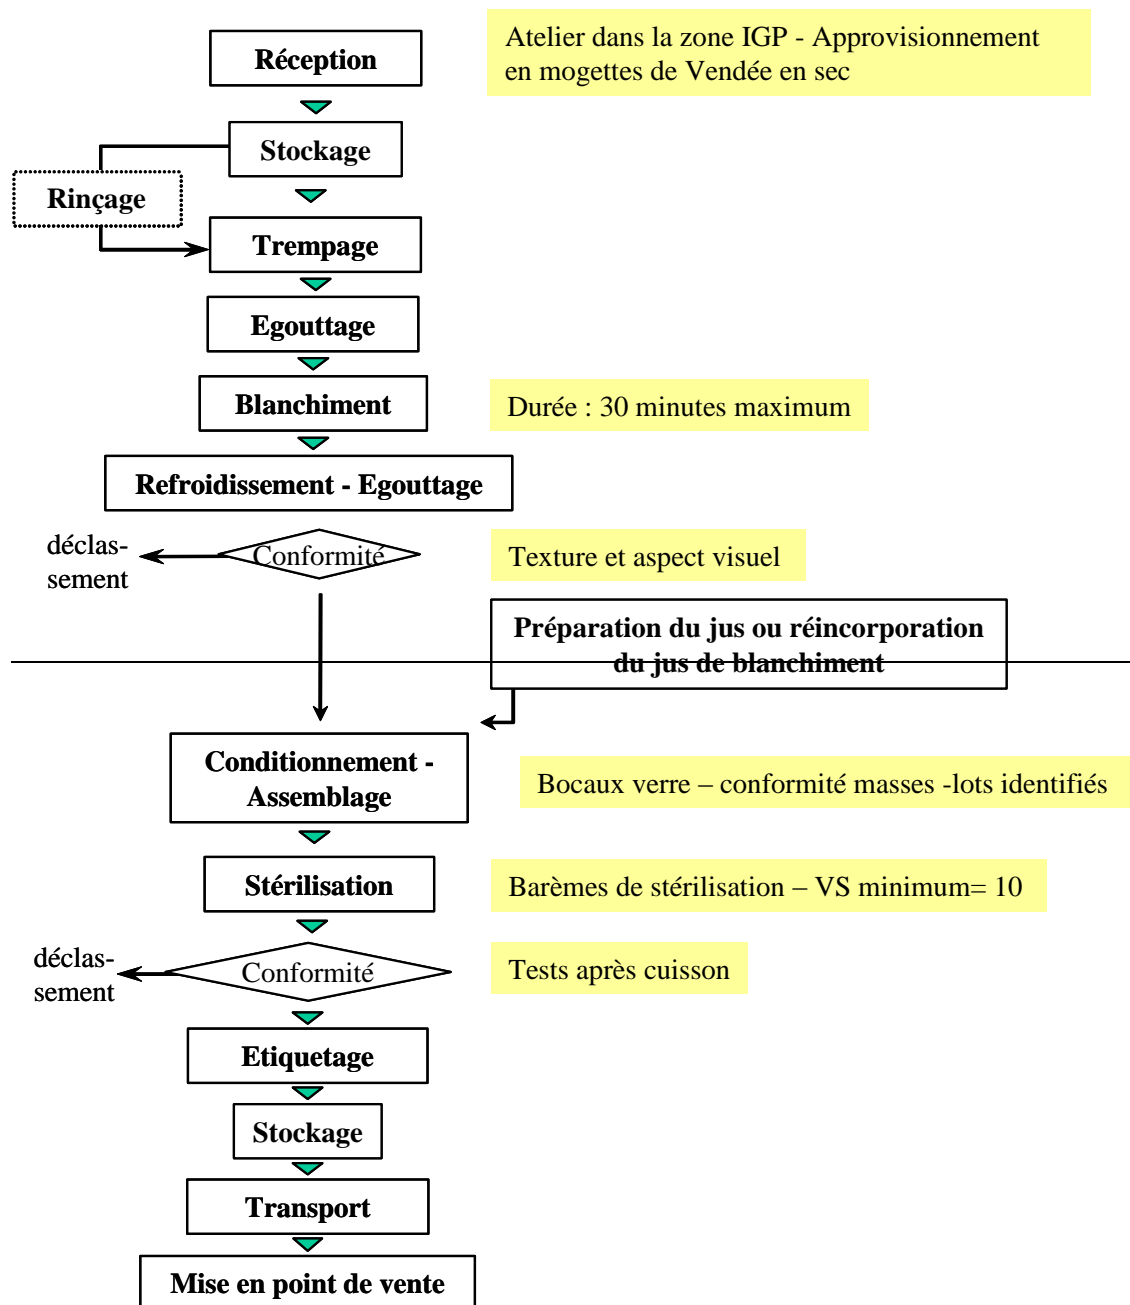 Réception
Atelier dans la zone IGP - Approvisionnement
en mogettes de Vendée en sec
Stockage
Rinçage
Trempage
Egouttage
Blanchiment
Durée : 30 minutes maximum
Refroidissement - Egouttage
déclas-
sement
Conformité
Texture et aspect visuel
Préparation du jus ou réincorporation
du jus de blanchiment
Conditionnement -
Assemblage
Bocaux verre – conformité masses -lots identifiés
Stérilisation
Barèmes de stérilisation – VS minimum= 10
déclas-
sement
Conformité
Tests après cuisson
Etiquetage
Stockage
Transport
Mise en point de vente